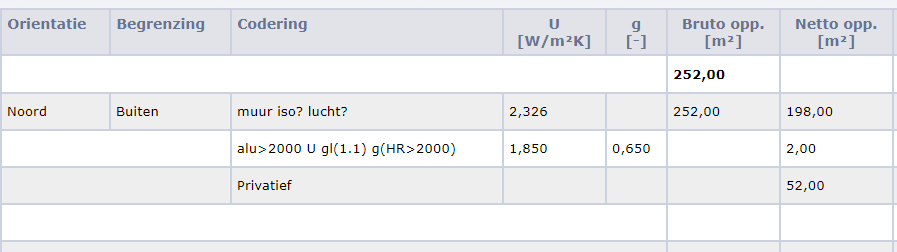 Orientatie Begrenzing Codering U [W/m²K] g [-] Bruto opp. [m²] Netto opp. [m²]
252,00
Noord Buiten muur iso? lucht? 2,326 252,00 198,00
alu>2000 U gl(1.1) g(HR>2000) 1,850 0,650 2,00
Privatief 52,00